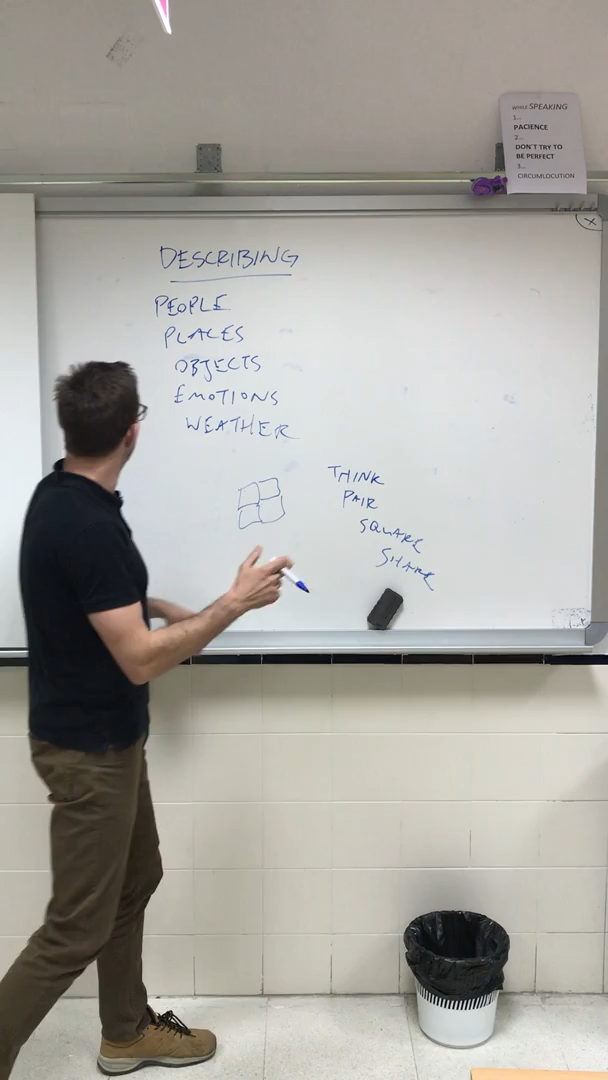 WHILE SPEAKING
1...
PACIENCE
2...
DON'T TRY TO
BE PERFECT
3...
CIRCUMLOCUTION
DESCRIBING
PEOPLE
PLACES
OBJECTS
EMOTIONS
WEATHER
THINK
PAIR
SQUARE
SHARE